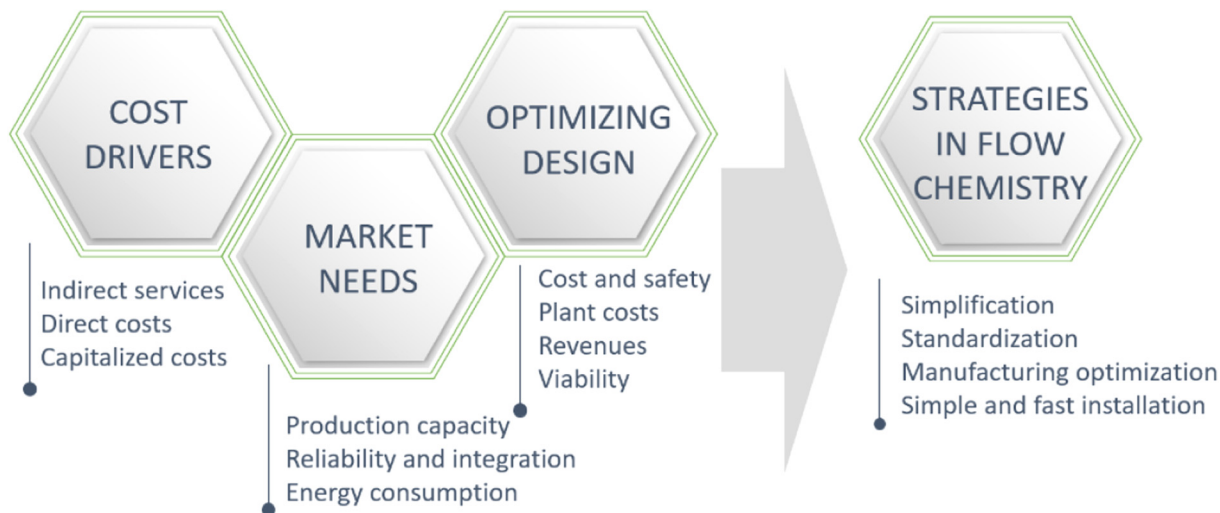 COST
DRIVERS
Indirect services
Direct costs
Capitalized costs
MARKET
NEEDS
Production capacity
Reliability and integration
Energy consumption
OPTIMIZING
DESIGN
Cost and safety
Plant costs
Revenues
Viability
STRATEGIES
IN FLOW
CHEMISTRY
Simplification
Standardization
Manufacturing optimization
Simple and fast installation